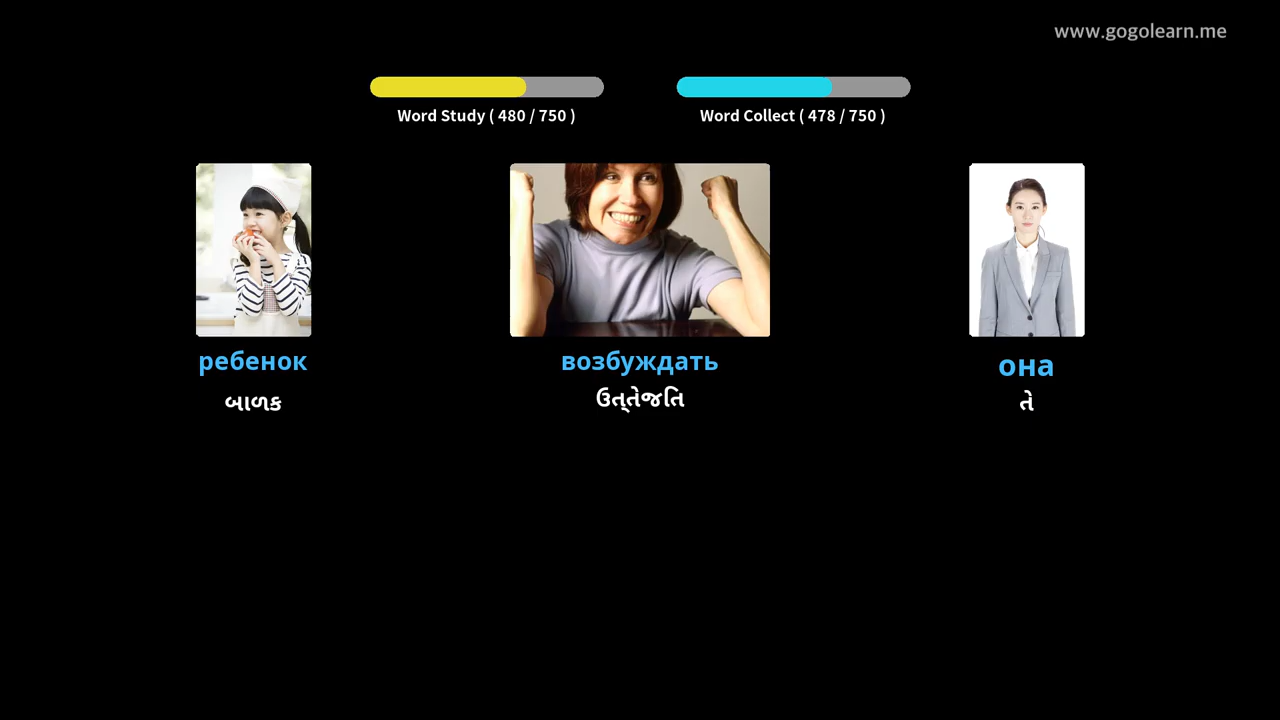 www.gogolearn.me
Word Study ( 480 / 750 )
Word Collect ( 478 / 750 )
ребенок
возбуждать
она
બાળક
ઉત્તેજતિ
તે